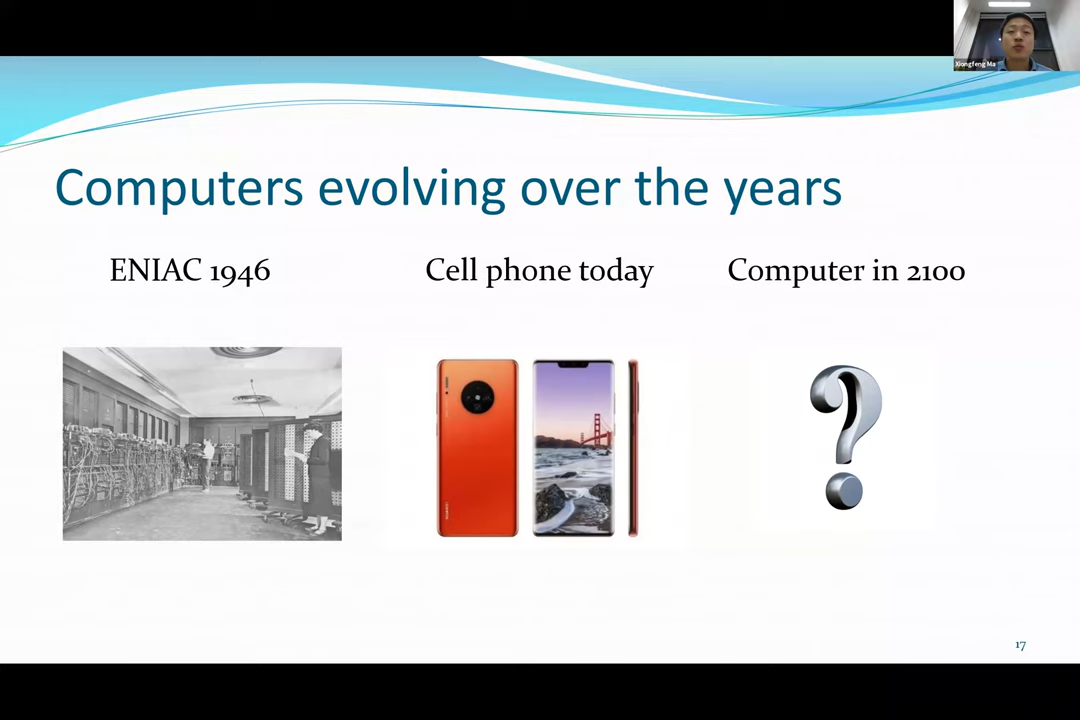 Xiongfeng Ma
Computers evolving over the years
ENIAC 1946
Cell phone today
Computer in 2100
17